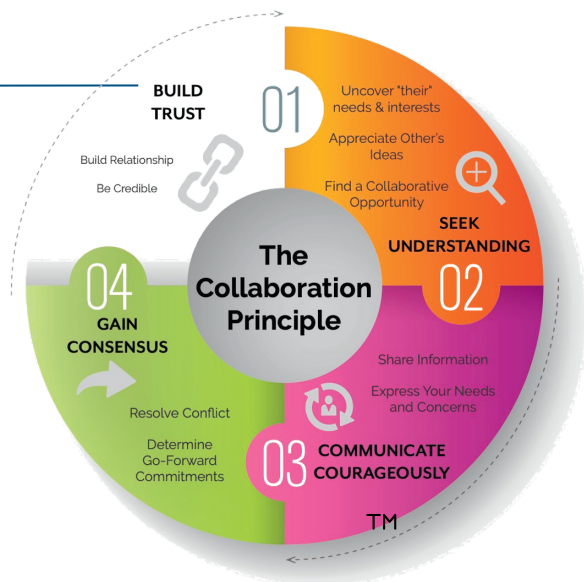 BUILD
TRUST
01
Build Relationship
Be Credible
Uncover "their"
needs & interests
Appreciate Other's
Ideas
Find a Collaborative
Opportunity
SEEK
UNDERSTANDING
02
The
Collaboration
Principle
Share Information
Express Your Needs
and Concerns
03
COMMUNICATE
COURAGEOUSLY
TM
04
GAIN
CONSENSUS
Resolve Conflict
Determine
Go-Forward
Commitments